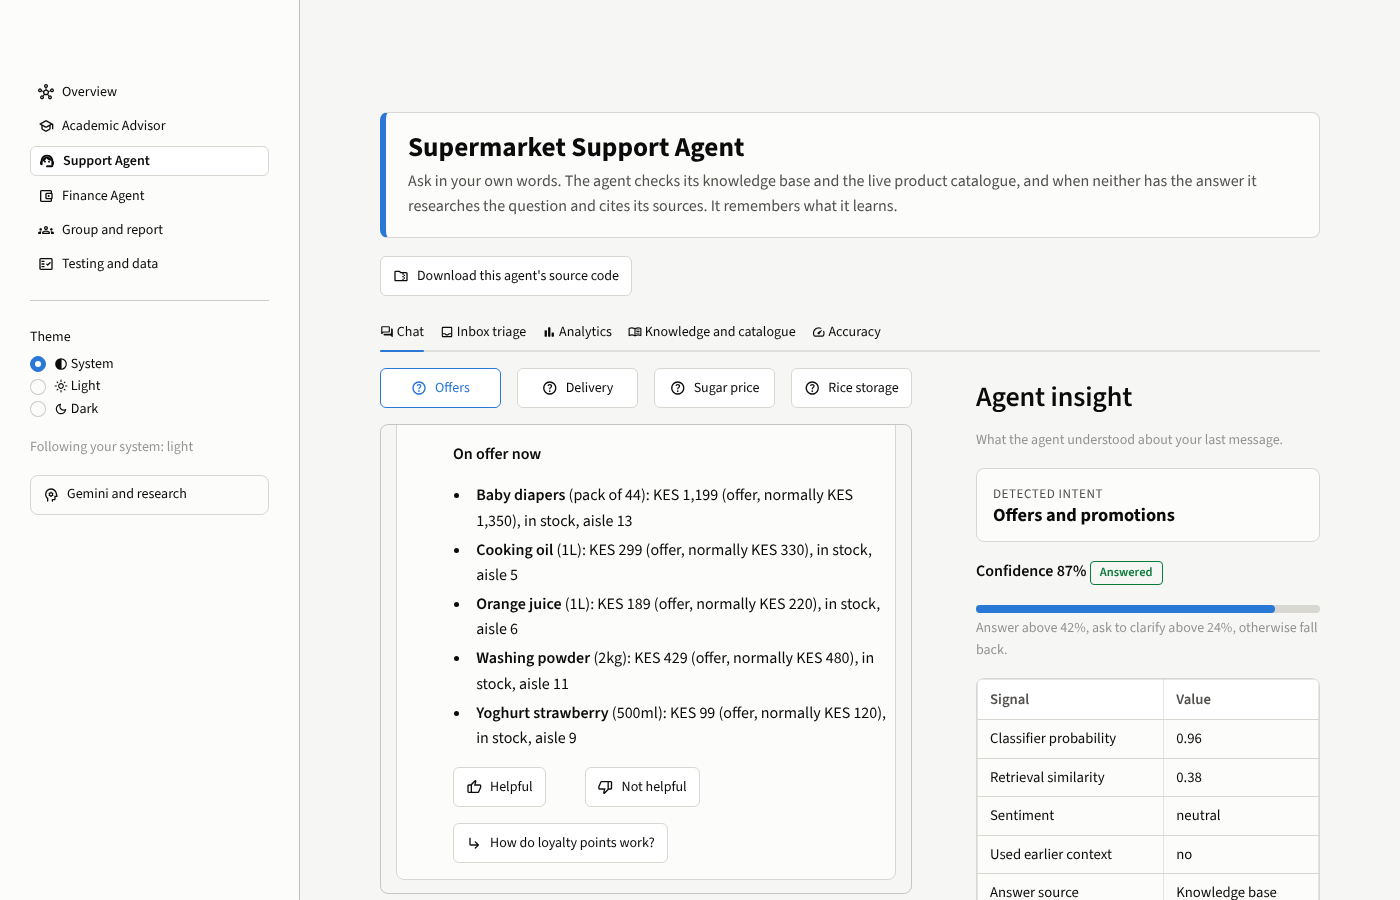 Overview
Academic Advisor
Support Agent
Finance Agent
Group and report
Testing and data
Theme
System
Light
Dark
Following your system: light
Gemini and research
Supermarket Support Agent
Ask in your own words. The agent checks its knowledge base and the live product catalogue, and when neither has the answer it
researches the question and cites its sources. It remembers what it learns.
Download this agent's source code
Chat
Inbox triage
Analytics
Knowledge and catalogue
Accuracy
Offers
Delivery
Sugar price
Rice storage
On offer now
Baby diapers (pack of 44): KES 1,199 (offer, normally KES
1,350), in stock, aisle 13
Cooking oil (1L): KES 299 (offer, normally KES 330), in stock,
aisle 5
Orange juice (1L): KES 189 (offer, normally KES 220), in stock,
aisle 6
Washing powder (2kg): KES 429 (offer, normally KES 480), in
stock, aisle 11
Yoghurt strawberry (500ml): KES 99 (offer, normally KES 120),
in stock, aisle 9
Helpful
Not helpful
How do loyalty points work?
Agent insight
What the agent understood about your last message.
DETECTED INTENT
Offers and promotions
Confidence 87% Answered
Answer above 42%, ask to clarify above 24%, otherwise fall
back.
Signal Value
Classifier probability 0.96
Retrieval similarity 0.38
Sentiment neutral
Used earlier context no
Answer source Knowledge base